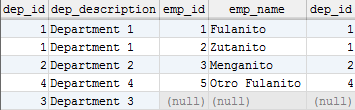 dep_id dep_description emp_id emp_name dep_id
1 Department 1 1 Fulanito 1
1 Department 1 2 Zutanito 1
2 Department 2 3 Menganito 2
4 Department 4 5 Otro Fulanito 4
3 Department 3 (null) (null) (null)